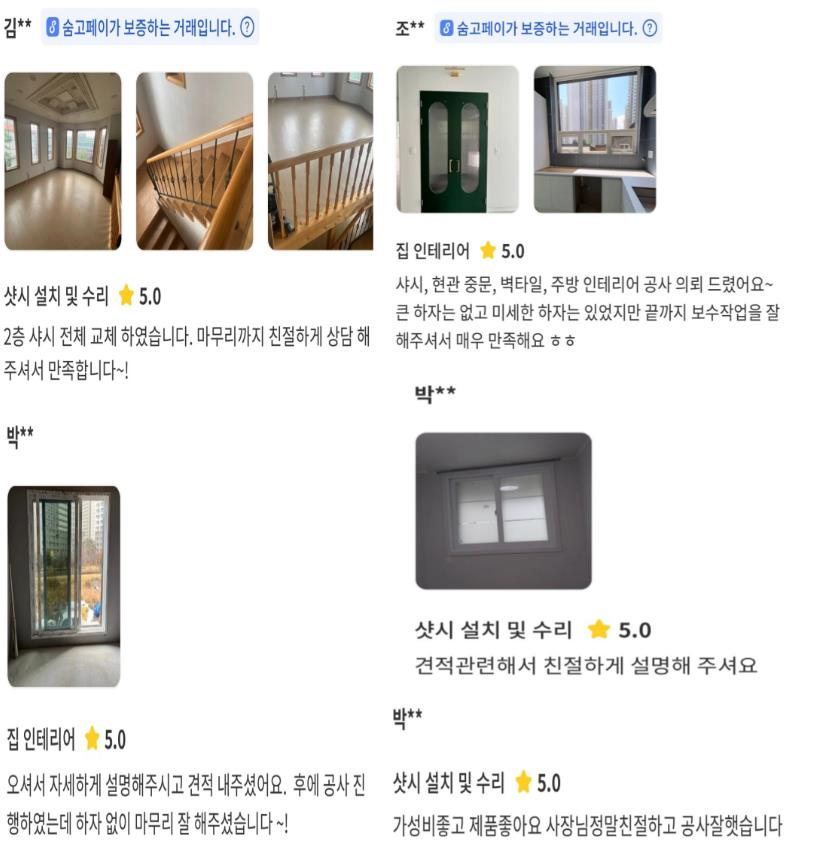 김** 숨고페이가 보증하는 거래입니다. ?
샷시 설치 및 수리 5.0
2층 샤시 전체 교체 하였습니다. 마무리까지 친절하게 상담 해
주셔서 만족합니다~!
박**
집 인테리어 5.0
오셔서 자세하게 설명해주시고 견적 내주셨어요. 후에 공사 진
행하였는데 하자 없이 마무리 잘 해주셨습니다 ~!
조** 숨고페이가 보증하는 거래입니다. ?
집 인테리어 5.0
샤시, 현관 중문, 벽타일, 주방 인테리어 공사 의뢰 드렸어요~
큰 하자는 없고 미세한 하자는 있었지만 끝까지 보수작업을 잘
해주셔서 매우 만족해요 ㅎㅎ
박**
샷시 설치 및 수리 5.0
견적관련해서 친절하게 설명해 주셔요
박**
샷시 설치 및 수리 5.0
가성비좋고 제품좋아요 사장님정말친절하고 공사잘햇습니다